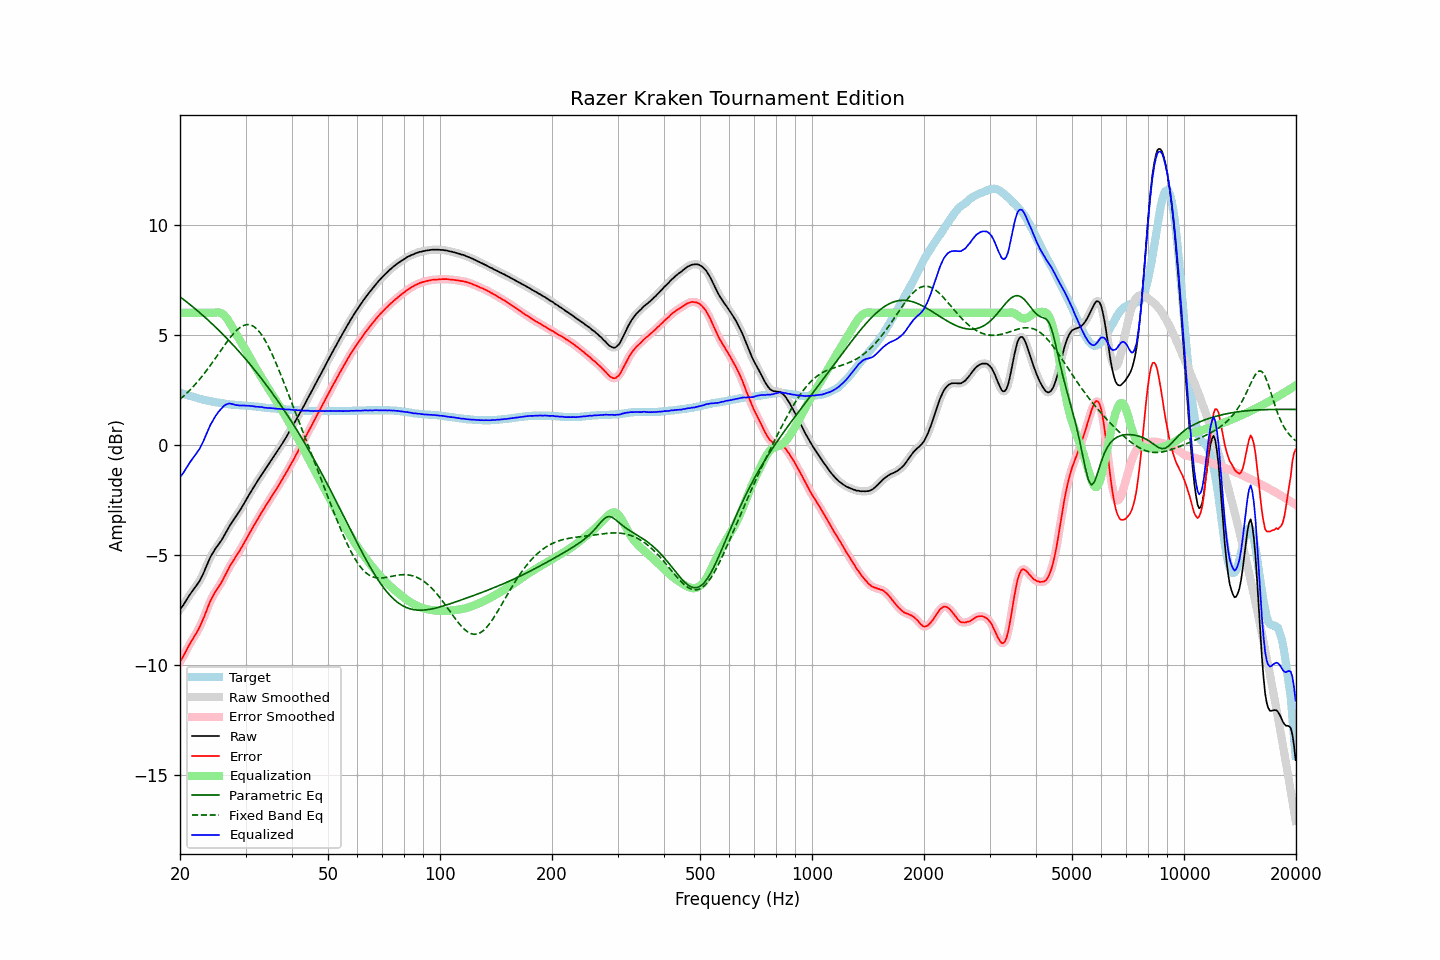 Razer Kraken Tournament Edition
Amplitude (dBr)
10
5
0
−5
−10
−15
Target
Raw Smoothed
Error Smoothed
Raw
Error
Equalization
Parametric Eq
Fixed Band Eq
Equalized
20 50 100 200 500 1000 2000 5000 10000 20000
Frequency (Hz)